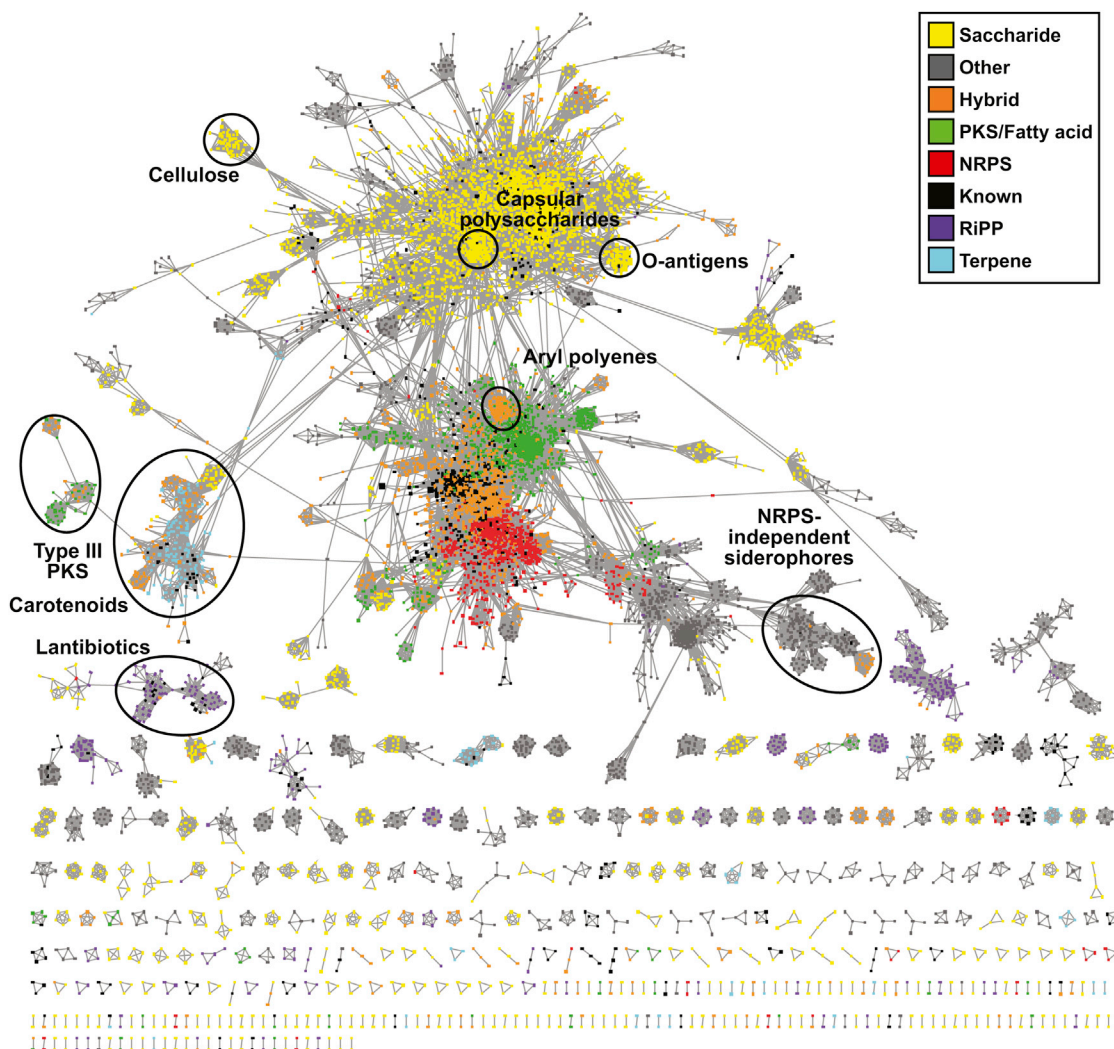 Saccharide
Other
Hybrid
PKS/Fatty acid
NRPS
Known
RiPP
Terpene
Cellulose
Capsular
polysaccharides
O-antigens
Aryl polyenes
Type III
PKS
Carotenoids
NRPS-
independent
siderophores
Lantibiotics